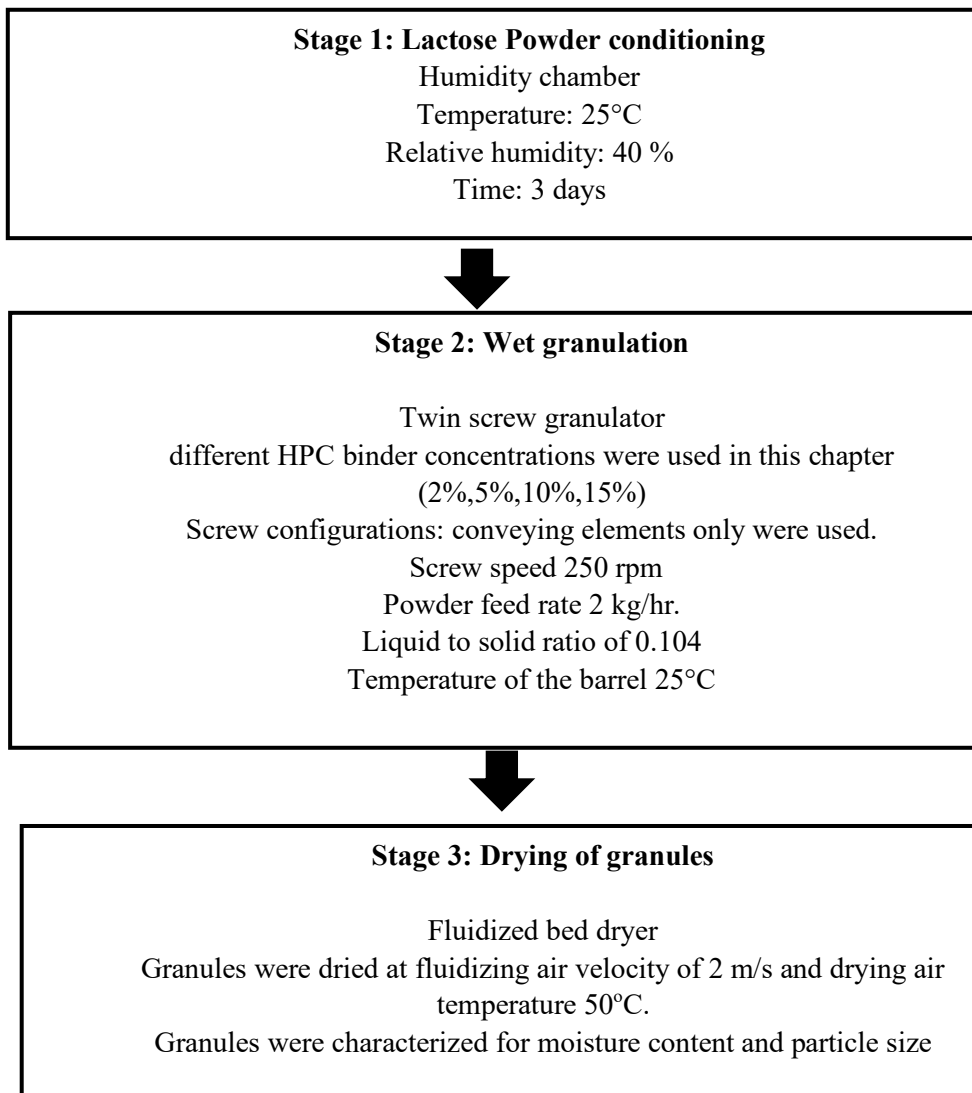 Stage 1: Lactose Powder conditioning
Humidity chamber
Temperature: 25°C
Relative humidity: 40 %
Time: 3 days
Stage 2: Wet granulation
Twin screw granulator
different HPC binder concentrations were used in this chapter
(2%,5%,10%,15%)
Screw configurations: conveying elements only were used.
Screw speed 250 rpm
Powder feed rate 2 kg/hr.
Liquid to solid ratio of 0.104
Temperature of the barrel 25°C
Stage 3: Drying of granules
Fluidized bed dryer
Granules were dried at fluidizing air velocity of 2 m/s and drying air
temperature 50ºC.
Granules were characterized for moisture content and particle size